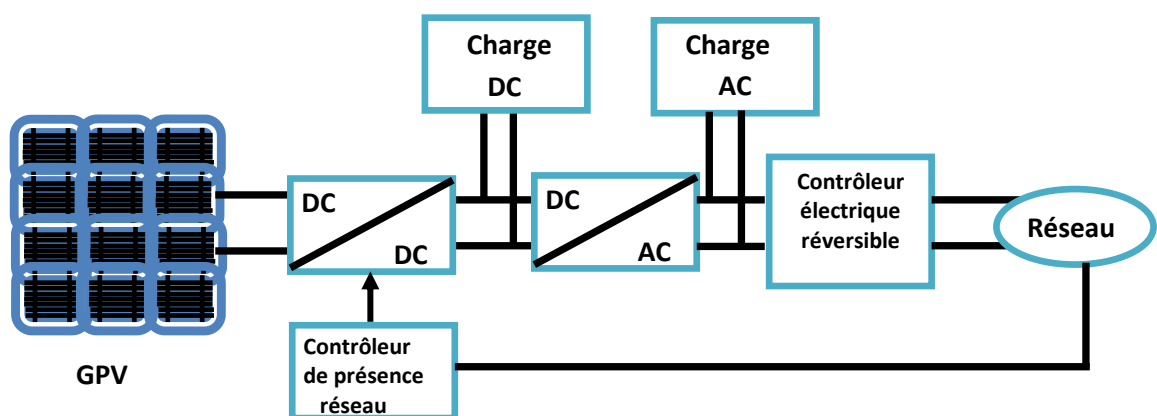 Charge
DC
Charge
AC
DC
DC
DC
AC
Contrôleur
électrique
réversible
Réseau
Contrôleur
de présence
réseau
GPV